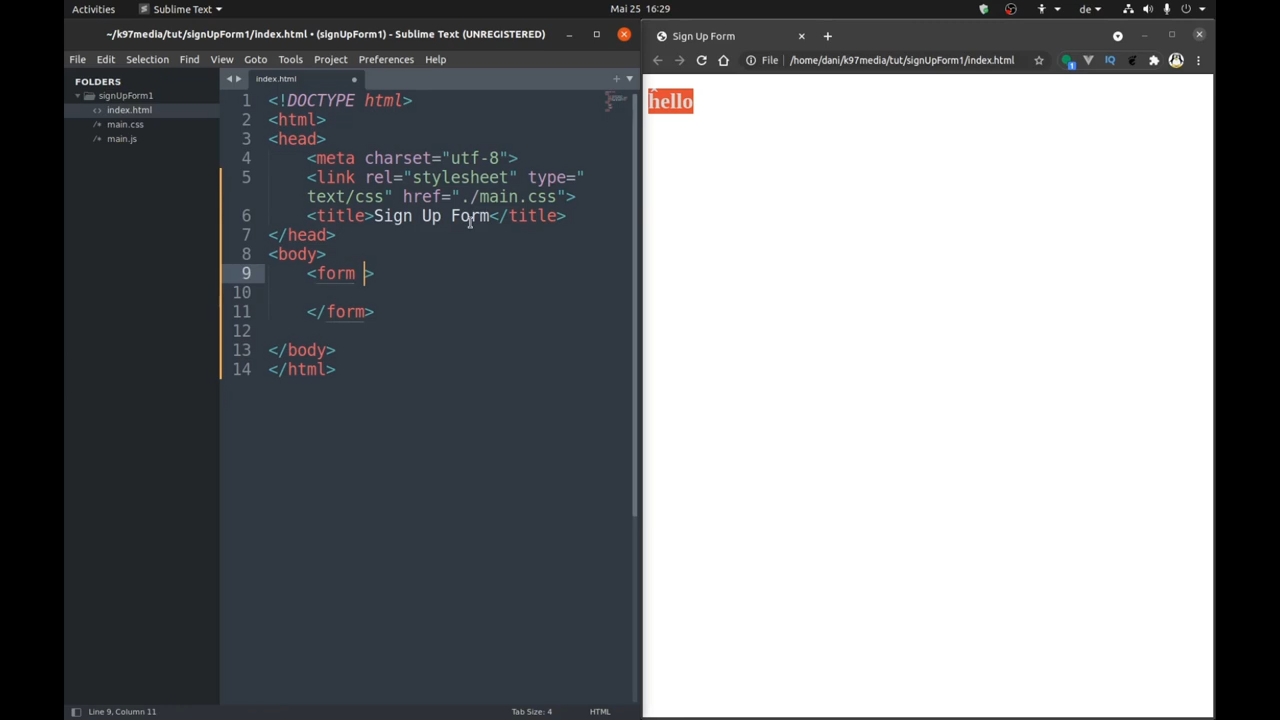 Activities
Sublime Text
Mai 25 16:29
de
~/k97media/tut/signUpForm1/index.html • (signUpForm1) - Sublime Text (UNREGISTERED)
File Edit Selection Find View Goto Tools Project Preferences Help
FOLDERS
signUpForm1
index.html
main.css
main.js
index.html
1 <!DOCTYPE html>
2 <html>
3 <head>
4 <meta charset="utf-8">
5 <link rel="stylesheet" type="
text/css" href="./main.css">
6 <title>Sign Up Form</title>
7 </head>
8 <body>
9 <form >
10
11 </form>
12
13 </body>
14 </html>
Line 9, Column 11
Tab Size: 4
HTML
Sign Up Form
File /home/dani/k97media/tut/signUpForm1/index.html
1
IQ
hello